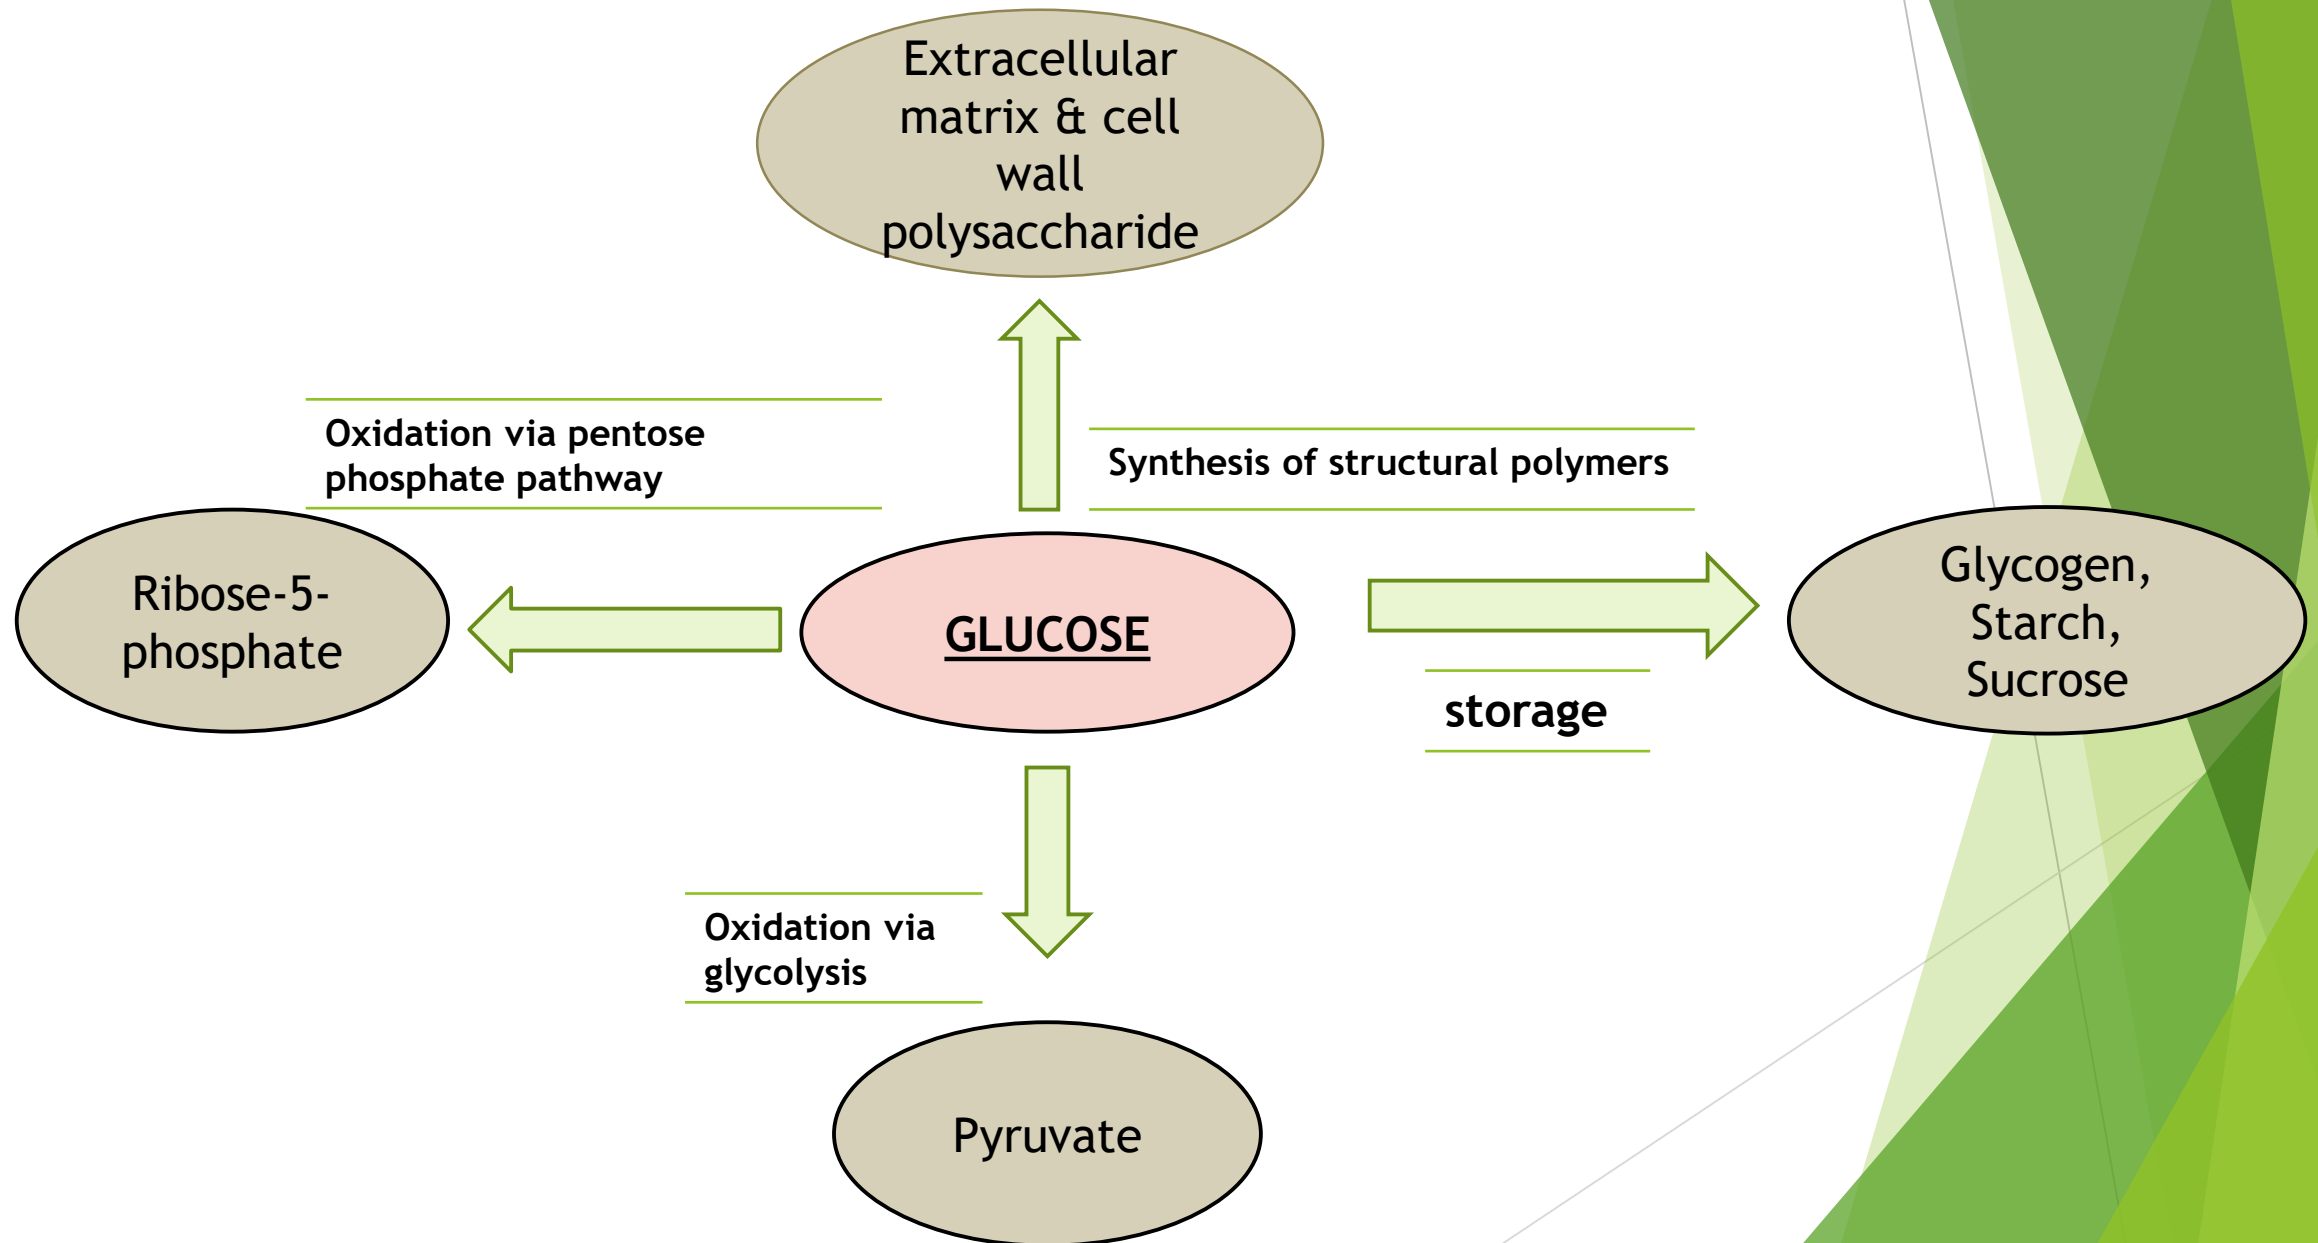 Extracellular
matrix & cell
wall
polysaccharide
Oxidation via pentose
phosphate pathway
Synthesis of structural polymers
Ribose-5-
phosphate
GLUCOSE
Glycogen,
Starch,
Sucrose
storage
Oxidation via
glycolysis
Pyruvate